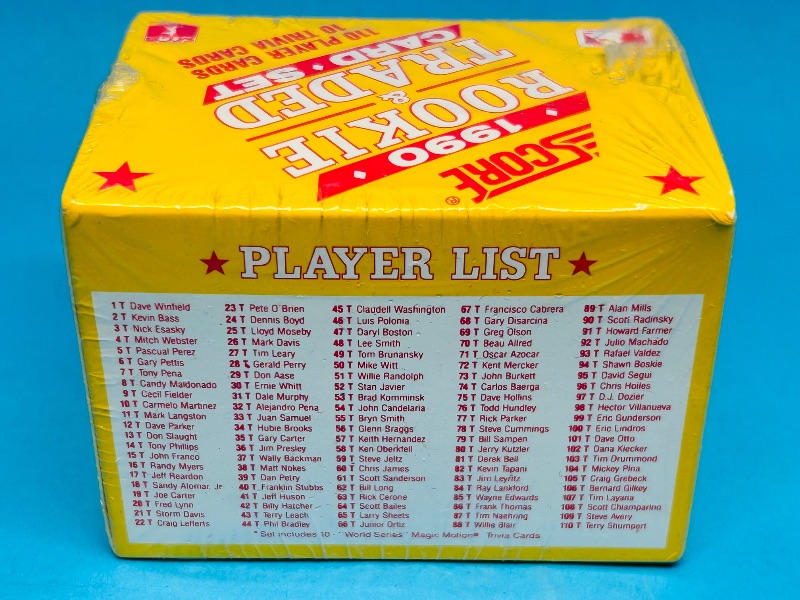 SCORE®
1990
ROOKIE
&
TRADED
CARD • SET
110 PLAYER CARDS
10 TRIVIA CARDS
PLAYER LIST
1 T Dave Winfield
2 T Kevin Bass
3 T Nick Esasky
4 T Mitch Webster
5 T Pascual Perez
6 T Gary Pettis
7 T Tony Pena
8 T Candy Maldonado
9 T Cecil Fielder
10 T Carmelo Martinez
11 T Mark Langston
12 T Dave Parker
13 T Don Slaught
14 T Tony Phillips
15 T John Franco
16 T Randy Myers
17 T Jeff Reardon
18 T Sandy Alomar, Jr
19 T Joe Carter
20 T Fred Lynn
21 T Storm Davis
22 T Craig Lefferts
23 T Pete O'Brien
24 T Dennis Boyd
25 T Lloyd Moseby
26 T Mark Davis
27 T Tim Leary
28 T Gerald Perry
29 T Don Aase
30 T Ernie Whitt
31 T Dale Murphy
32 T Alejandro Pena
33 T Juan Samuel
34 T Hubie Brooks
35 T Gary Carter
36 T Jim Presley
37 T Wally Backman
38 T Matt Nokes
39 T Dan Petry
40 T Franklin Stubbs
41 T Jeff Huson
42 T Billy Hatcher
43 T Terry Leach
44 T Phil Bradley
45 T Claudell Washington
46 T Luis Polonia
47 T Daryl Boston
48 T Lee Smith
49 T Tom Brunansky
50 T Mike Witt
51 T Willie Randolph
52 T Stan Javier
53 T Brad Komminsk
54 T John Candelaria
55 T Bryn Smith
56 T Glenn Braggs
57 T Keith Hernandez
58 T Ken Oberkfell
59 T Steve Jeltz
60 T Chris James
61 T Scott Sanderson
62 T Bill Long
63 T Rick Cerone
64 T Scott Bailes
65 T Larry Sheets
66 T Junior Ortiz
67 T Francisco Cabrera
68 T Gary Disarcina
69 T Greg Olson
70 T Beau Allred
71 T Oscar Azocar
72 T Kent Mercker
73 T John Burkett
74 T Carlos Baerga
75 T Dave Hollins
76 T Todd Hundley
77 T Rick Parker
78 T Steve Cummings
79 T Bill Sampen
80 T Jerry Kutzler
81 T Derek Bell
82 T Kevin Tapani
83 T Jim Leyritz
84 T Ray Lankford
85 T Wayne Edwards
86 T Frank Thomas
87 T Tim Naehring
88 T Willie Blair
89 T Alan Mills
90 T Scott Radinsky
91 T Howard Farmer
92 T Julio Machado
93 T Rafael Valdez
94 T Shawn Boskie
95 T David Segui
96 T Chris Hoiles
97 T D.J. Dozier
98 T Hector Villanueva
99 T Eric Gunderson
100 T Eric Lindros
101 T Dave Otto
102 T Dana Kiecker
103 T Tim Drummond
104 T Mickey Pina
105 T Craig Grebeck
106 T Bernard Gilkey
107 T Tim Layana
108 T Scott Chiamparino
109 T Steve Avery
110 T Terry Shumpert
* Set includes 10 - "World Series" Magic Motion® Trivia Cards